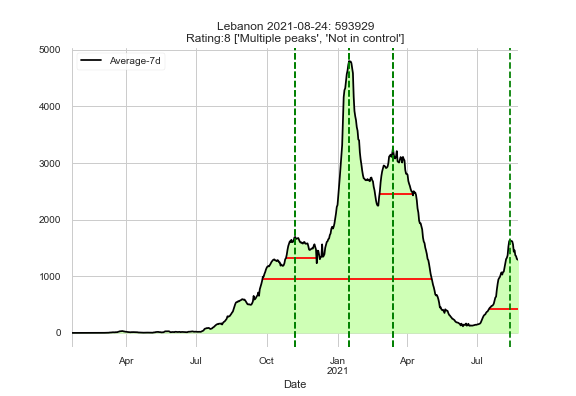 Lebanon 2021-08-24: 593929
Rating:8 ['Multiple peaks', 'Not in control']
Average-7d
5000
4000
3000
2000
1000
0
Apr Jul Oct Jan Apr Jul
2021
Date